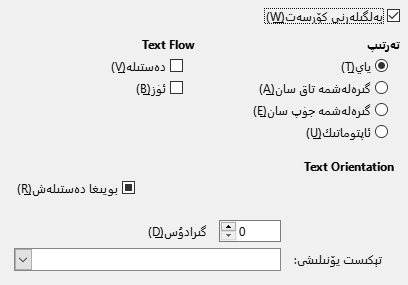 بەلگىلەرنى كۆرسەت(W)
تەرتىپ
ياي(T)
گىرەلەشمە تاق سان(A)
گىرەلەشمە جۈپ سان(E)
ئاپتوماتىك(U)
Text Flow
دەستىلە(V)
ئۈز(B)
Text Orientation
بويىغا دەستىلەش(R)
گىرادۇس(D)
0
تېكىست يۆنىلىشى: